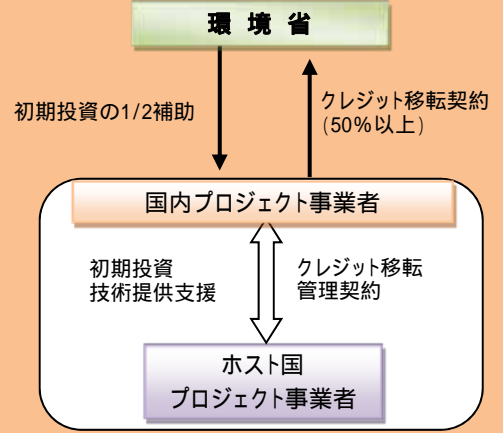 環境省
初期投資の1/2補助
クレジット移転契約
(50%以上)
国内プロジェクト事業者
初期投資
技術提供支援
クレジット移転
管理契約
ホスト国
プロジェクト事業者